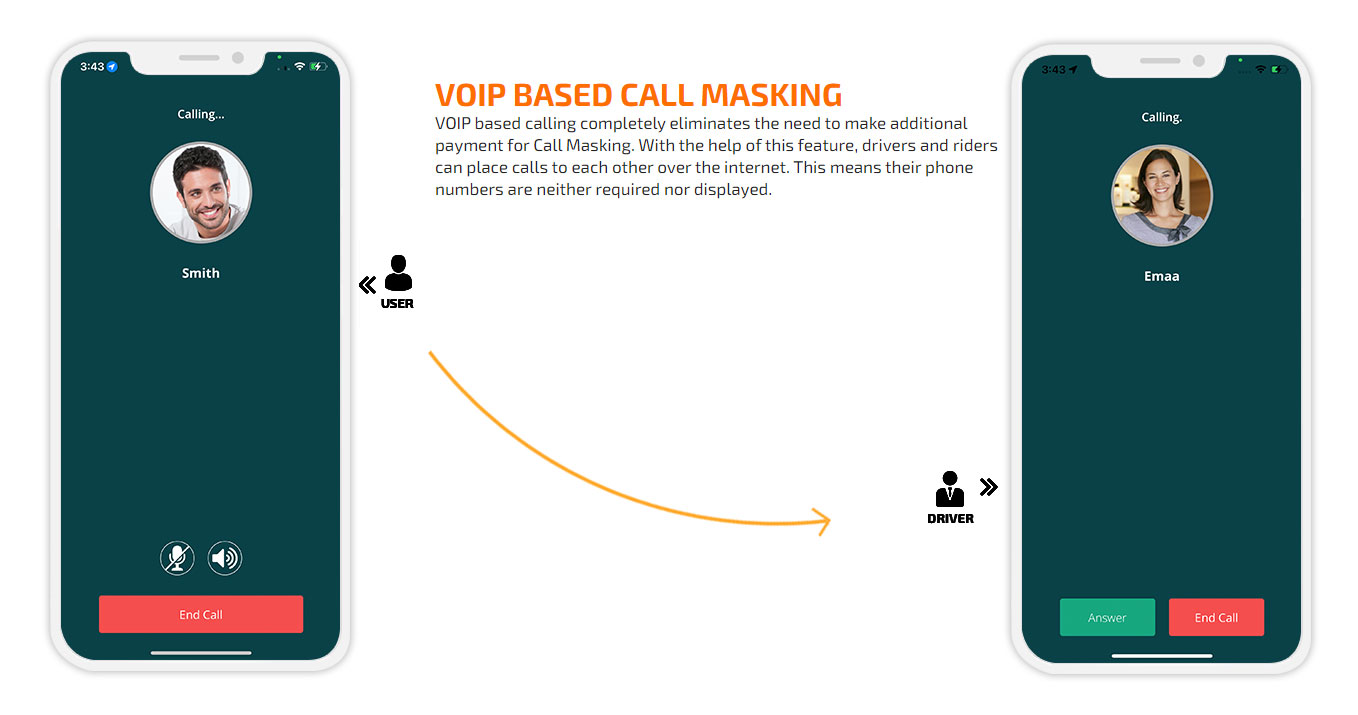 3:43
Calling...
Smith
End Call
VOIP BASED CALL MASKING
VOIP based calling completely eliminates the need to make additional
payment for Call Masking. With the help of this feature, drivers and riders
can place calls to each other over the internet. This means their phone
numbers are neither required nor displayed.
USER
DRIVER
3:43
Calling.
Emaa
Answer
End Call